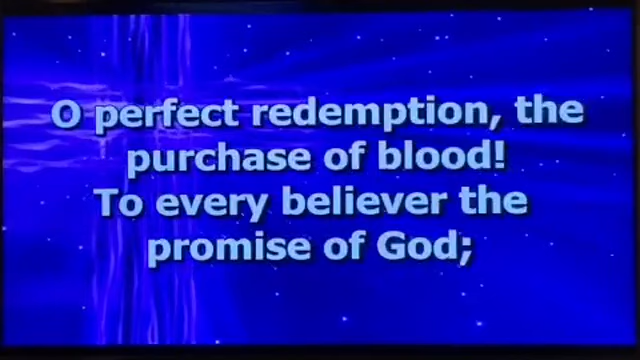 O perfect redemption, the
purchase of blood!
To every believer the
promise of God;